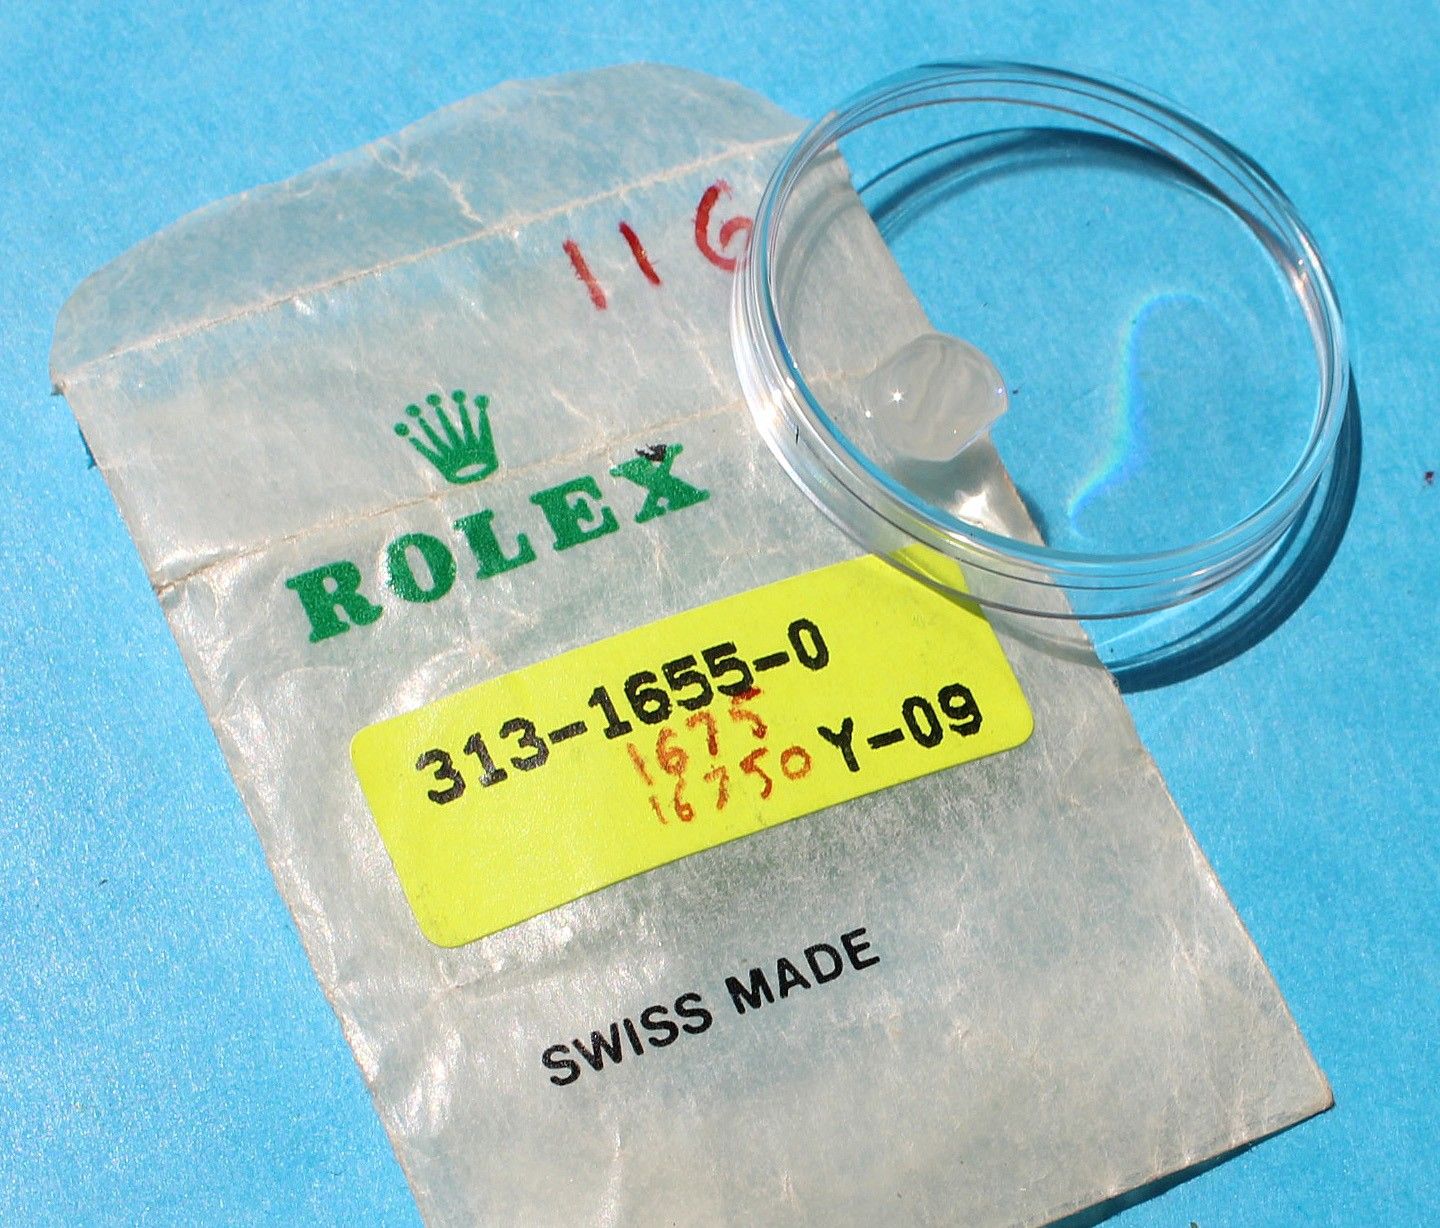 116
ROLEX
313-1655-0
1675
16750 Y-09
SWISS MADE